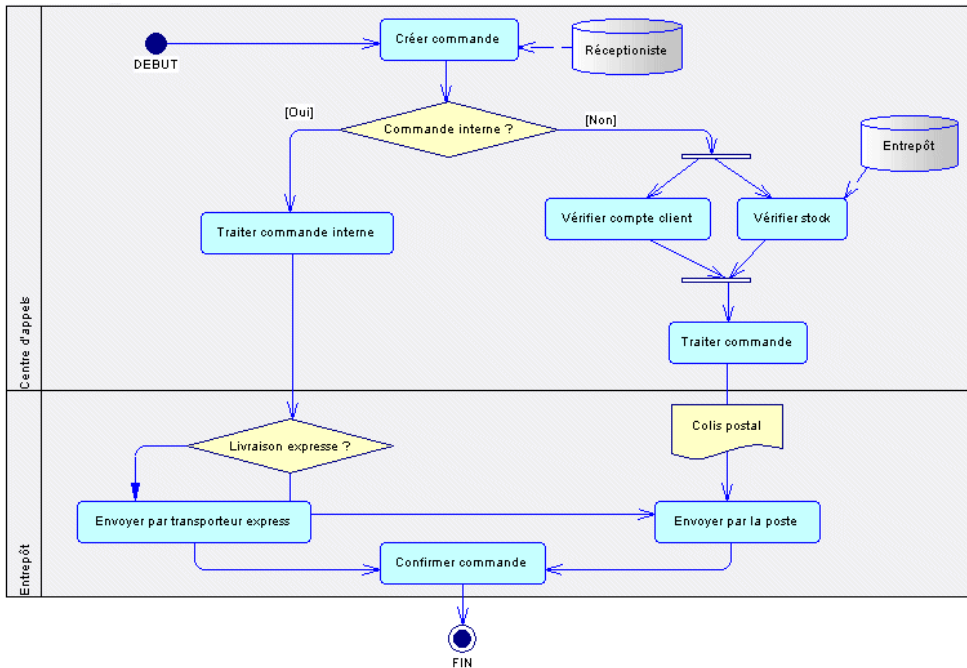 Créer commande
Réceptioniste
DEBUT
[Oui]
Commande interne ?
[Non]
Entrepôt
Traiter commande interne
Vérifier compte client
Vérifier stock
Traiter commande
Centre d'appels
Colis postal
Livraison expresse ?
Envoyer par transporteur express
Envoyer par la poste
Confirmer commande
Entrepôt
FIN